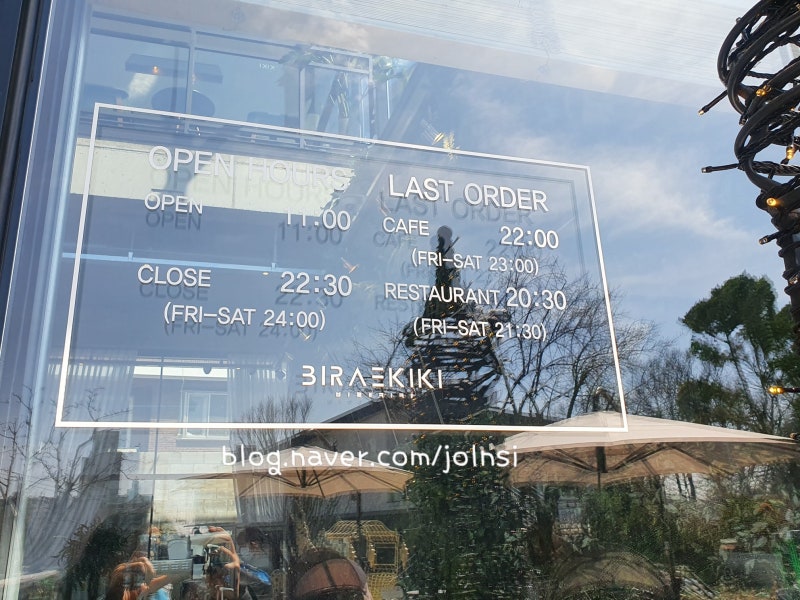 OPEN HOURS
OPEN 11:00
CLOSE 22:30
(FRI-SAT 24:00)
LAST ORDER
CAFE 22:00
(FRI-SAT 23:00)
RESTAURANT 20:30
(FRI-SAT 21:30)
BIRAEKIKI
blog.naver.com/jolhsi